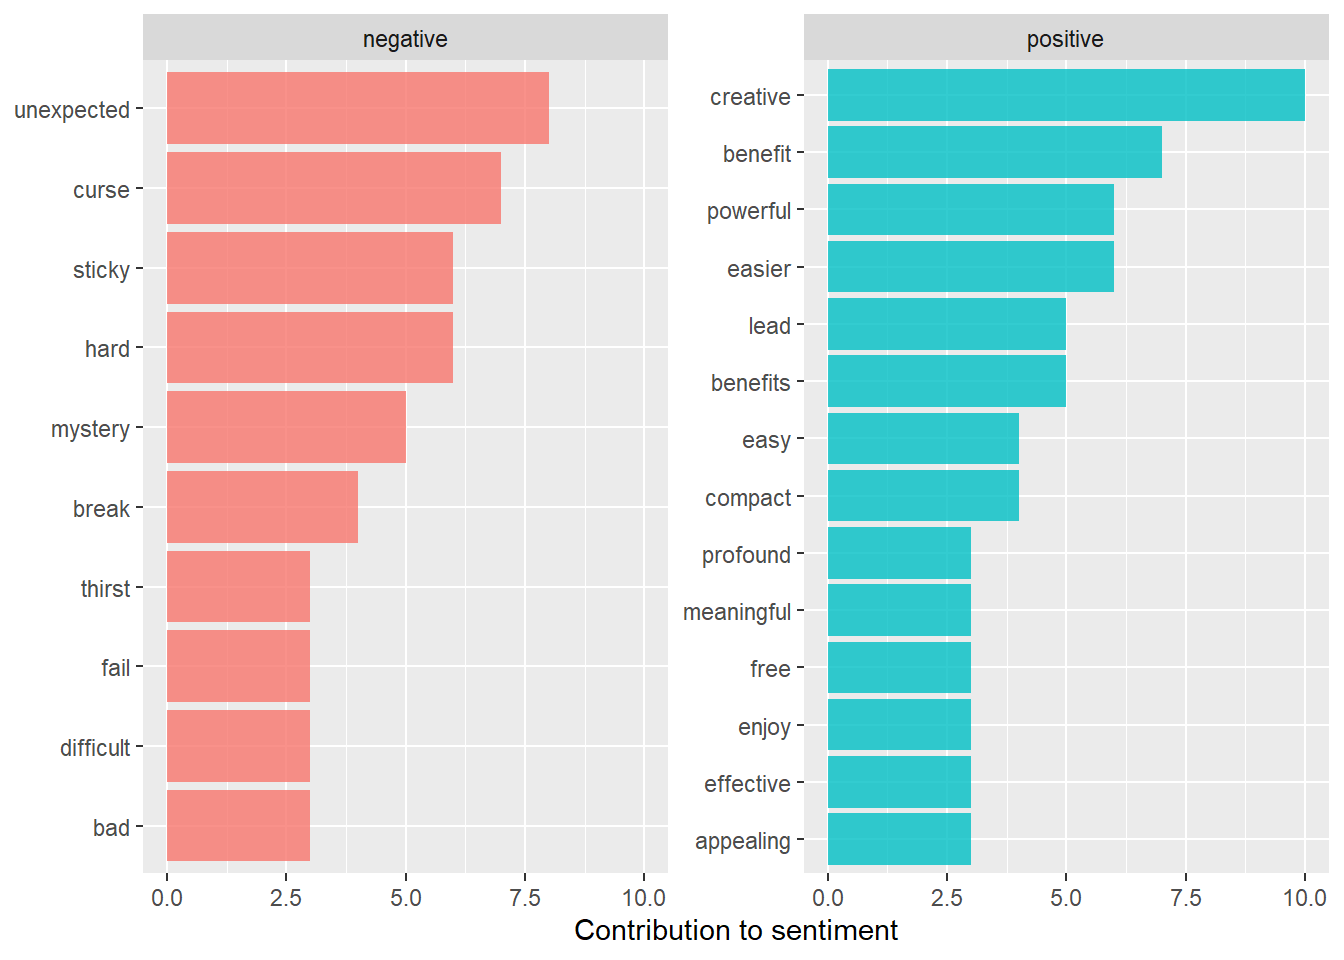 negative
unexpected
curse
sticky
hard
mystery
break
thirst
fail
difficult
bad
0.0 2.5 5.0 7.5 10.0
positive
creative
benefit
powerful
easier
lead
benefits
easy
compact
profound
meaningful
free
enjoy
effective
appealing
0.0 2.5 5.0 7.5 10.0
Contribution to sentiment